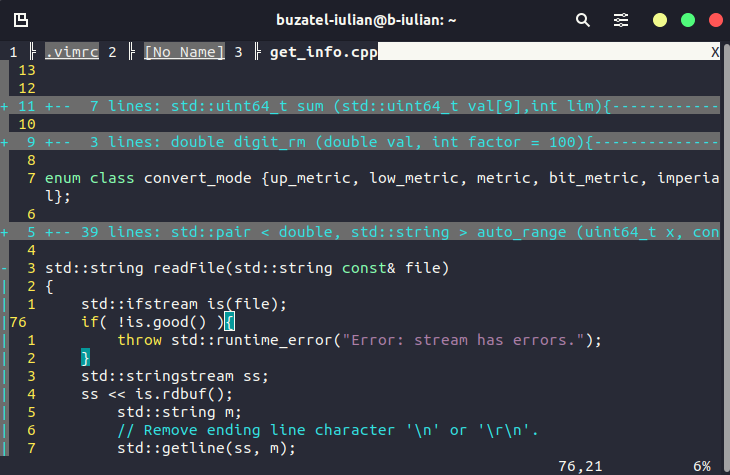 buzatel-iulian@b-iulian: ~
1 ╠ .vimrc 2 ╠ [No Name] 3 ╠ get_info.cpp X
13
12
+ 11 +-- 7 lines: std::uint64_t sum (std::uint64_t val[9],int lim){------------
10
+ 9 +-- 3 lines: double digit_rm (double val, int factor = 100){--------------
8
7 enum class convert_mode {up_metric, low_metric, metric, bit_metric, imperia
l};
6
+ 5 +-- 39 lines: std::pair < double, std::string > auto_range (uint64_t x, con
4
- 3 std::string readFile(std::string const& file)
| 2 {
| 1 std::ifstream is(file);
|76 if( !is.good() ){
| 1 throw std::runtime_error("Error: stream has errors.");
| 2 }
| 3 std::stringstream ss;
| 4 ss << is.rdbuf();
| 5 std::string m;
| 6 // Remove ending line character '\n' or '\r\n'.
| 7 std::getline(ss, m);
76,21 6%